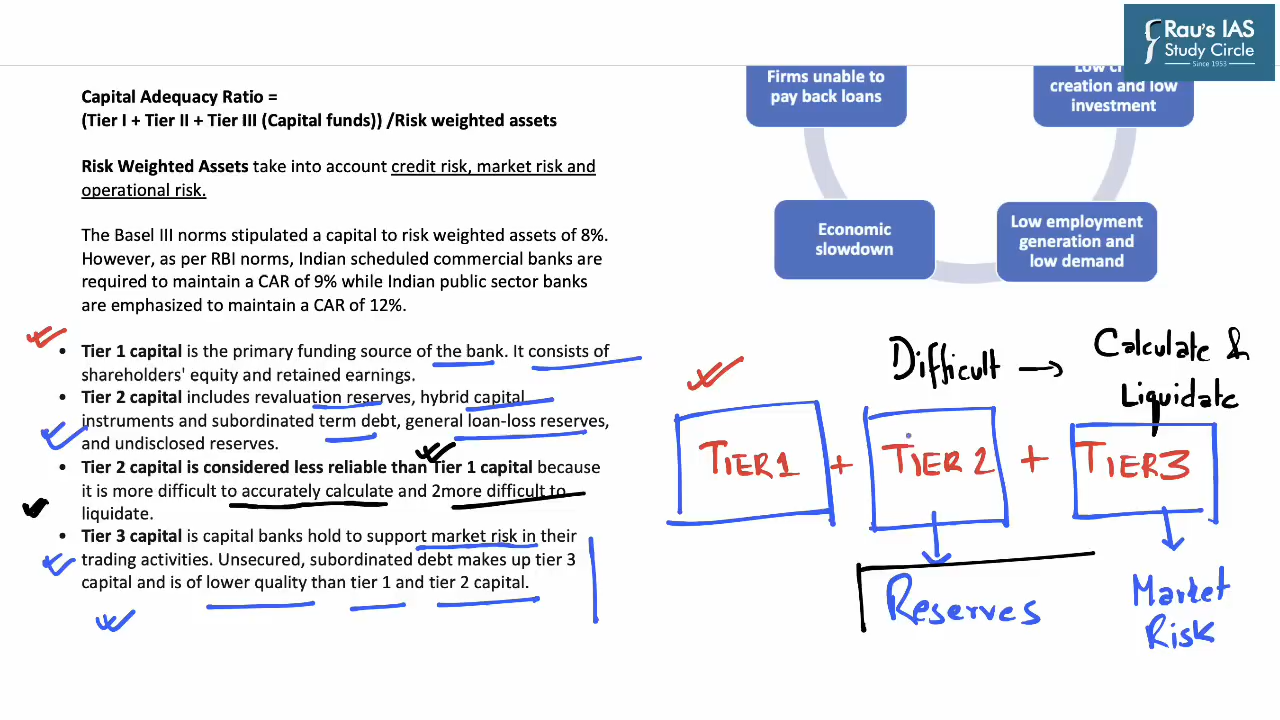 Rau's IAS
Study Circle
Since 1953
Capital Adequacy Ratio =
(Tier I + Tier II + Tier III (Capital funds)) /Risk weighted assets
Risk Weighted Assets take into account credit risk, market risk and
operational risk.
The Basel III norms stipulated a capital to risk weighted assets of 8%.
However, as per RBI norms, Indian scheduled commercial banks are
required to maintain a CAR of 9% while Indian public sector banks
are emphasized to maintain a CAR of 12%.
• Tier 1 capital is the primary funding source of the bank. It consists of
shareholders' equity and retained earnings.
• Tier 2 capital includes revaluation reserves, hybrid capital
instruments and subordinated term debt, general loan-loss reserves,
and undisclosed reserves.
• Tier 2 capital is considered less reliable than Tier 1 capital because
it is more difficult to accurately calculate and 2more difficult to
liquidate.
• Tier 3 capital is capital banks hold to support market risk in their
trading activities. Unsecured, subordinated debt makes up tier 3
capital and is of lower quality than tier 1 and tier 2 capital.
Firms unable to
pay back loans
Low
creation and low
investment
Economic
slowdown
Low employment
generation and
low demand
Difficult → Calculate &
Liquidate
TIER 1 + TIER 2 + TIER 3
Reserves
Market
Risk